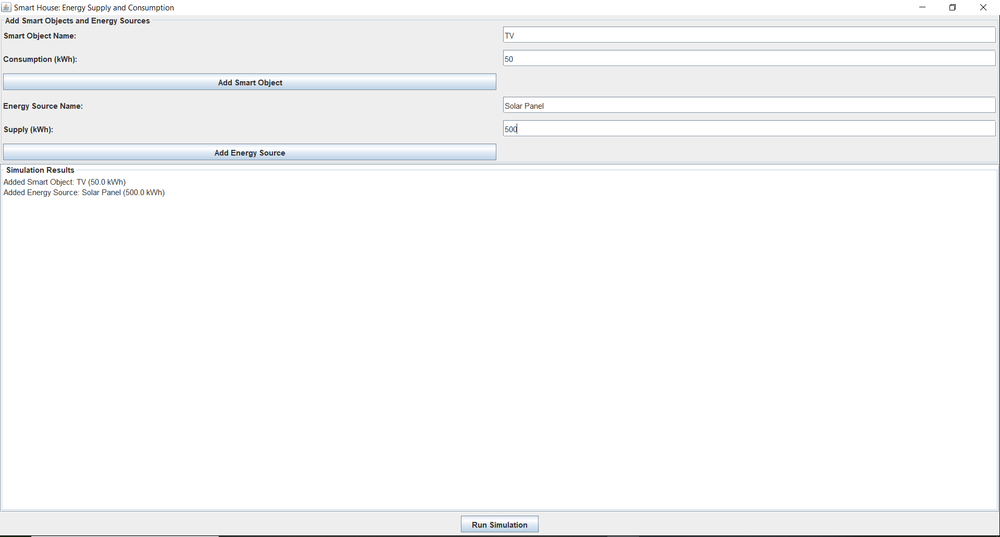 Smart House: Energy Supply and Consumption
Add Smart Objects and Energy Sources
Smart Object Name:
TV
Consumption (kWh):
50
Add Smart Object
Energy Source Name:
Solar Panel
Supply (kWh):
500
Add Energy Source
Simulation Results
Added Smart Object: TV (50.0 kWh)
Added Energy Source: Solar Panel (500.0 kWh)
Run Simulation